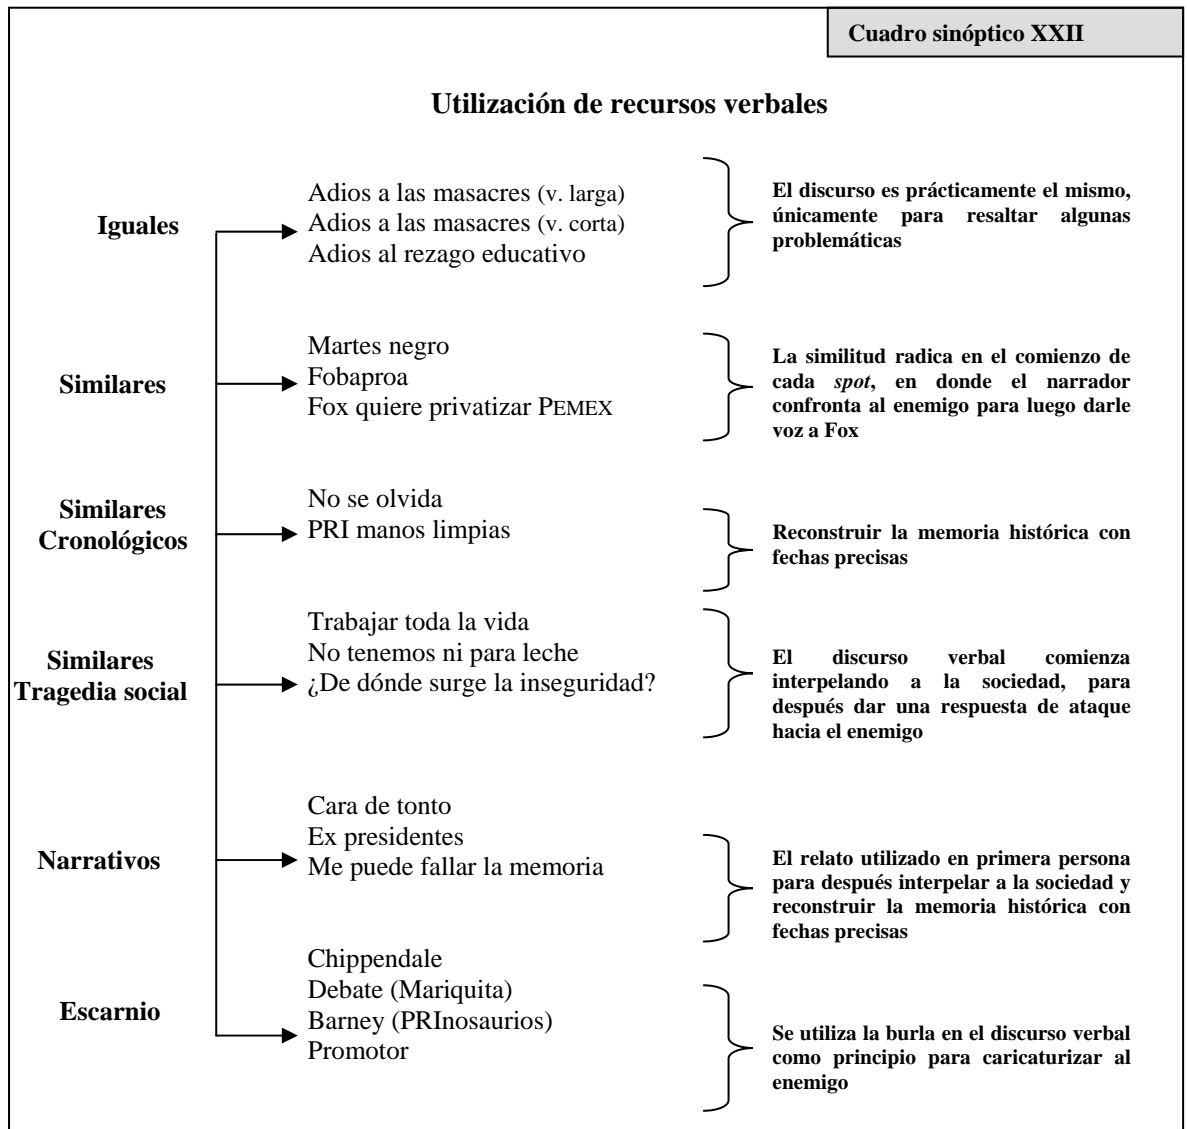 Cuadro sinóptico XXII
Utilización de recursos verbales
Iguales
Adios a las masacres (v. larga)
Adios a las masacres (v. corta)
Adios al rezago educativo
El discurso es prácticamente el mismo,
únicamente para resaltar algunas
problemáticas
Similares
Martes negro
Fobaproa
Fox quiere privatizar PEMEX
La similitud radica en el comienzo de
cada spot, en donde el narrador
confronta al enemigo para luego darle
voz a Fox
Similares
Cronológicos
No se olvida
PRI manos limpias
Reconstruir la memoria histórica con
fechas precisas
Similares
Tragedia social
Trabajar toda la vida
No tenemos ni para leche
¿De dónde surge la inseguridad?
El discurso verbal comienza
interpelando a la sociedad, para
después dar una respuesta de ataque
hacia el enemigo
Narrativos
Cara de tonto
Ex presidentes
Me puede fallar la memoria
El relato utilizado en primera persona
para después interpelar a la sociedad y
reconstruir la memoria histórica con
fechas precisas
Escarnio
Chippendale
Debate (Mariquita)
Barney (PRInosaurios)
Promotor
Se utiliza la burla en el discurso verbal
como principio para caricaturizar al
enemigo